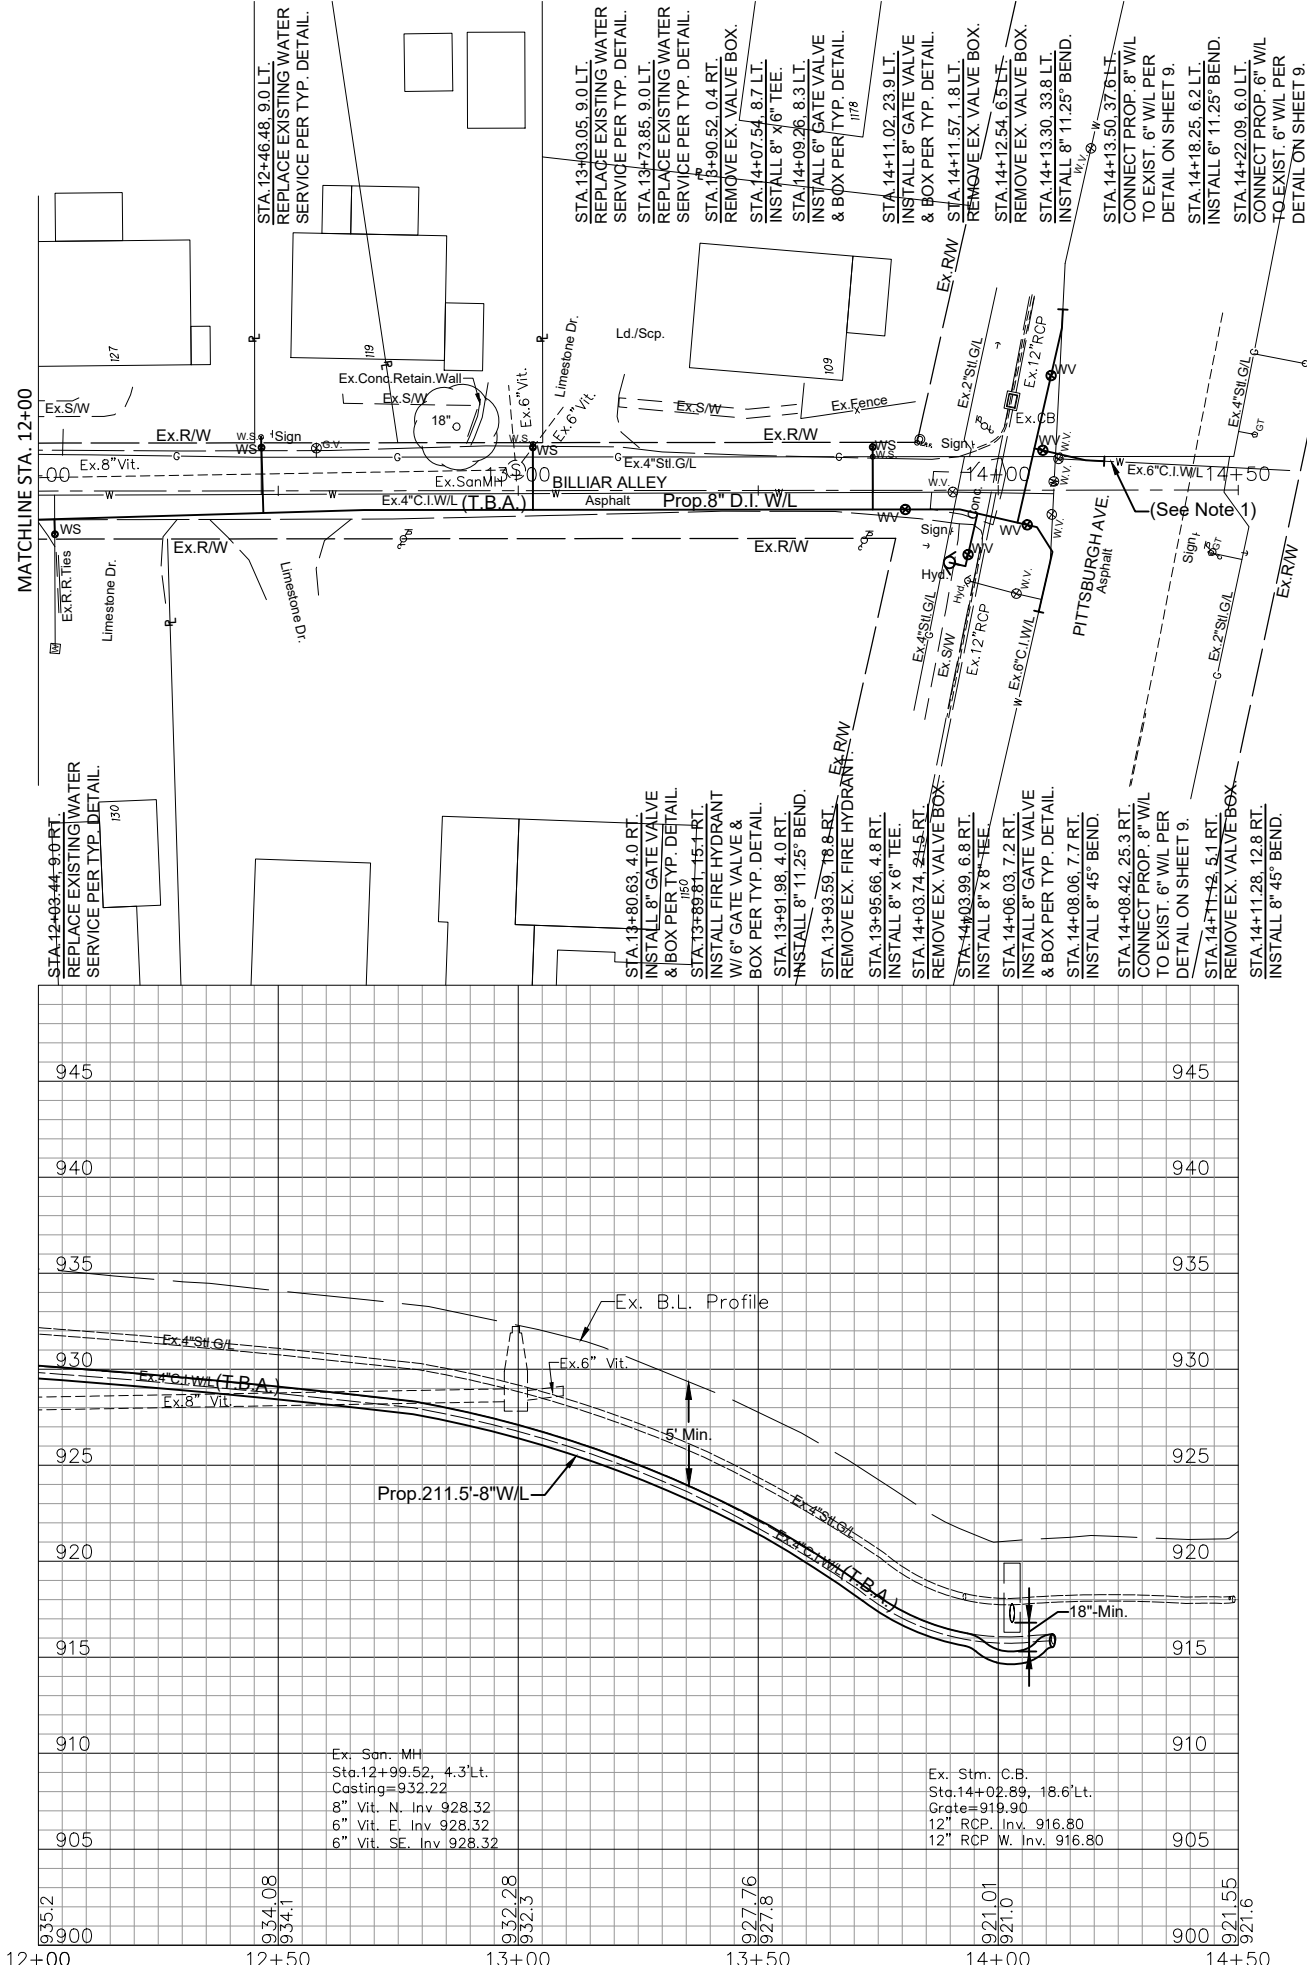 STA.12+46.48, 9.0 LT.
REPLACE EXISTING WATER
SERVICE PER TYP. DETAIL.
STA.13+03.05, 9.0 LT.
REPLACE EXISTING WATER
SERVICE PER TYP. DETAIL.
STA.13+73.85, 9.0 LT.
REPLACE EXISTING WATER
SERVICE PER TYP. DETAIL.
STA.13+90.52, 0.4 RT.
REMOVE EX. VALVE BOX.
STA.14+07.54, 8.7 LT.
INSTALL 8" x 6" TEE.
STA.14+09.26, 8.3 LT.
INSTALL 6" GATE VALVE
& BOX PER TYP. DETAIL.
1178
STA.14+11.02, 23.9 LT.
INSTALL 8" GATE VALVE
& BOX PER TYP. DETAIL.
STA.14+11.57, 1.8 LT.
REMOVE EX. VALVE BOX.
STA.14+12.54, 6.5 LT.
REMOVE EX. VALVE BOX.
STA.14+13.30, 33.8 LT.
INSTALL 8" 11.25° BEND.
STA.14+13.50, 37.6 LT.
CONNECT PROP. 8" W/L
TO EXIST. 6" W/L PER
DETAIL ON SHEET 9.
STA.14+18.25, 6.2 LT.
INSTALL 6" 11.25° BEND.
STA.14+22.09, 6.0 LT.
CONNECT PROP. 6" W/L
TO EXIST. 6" W/L PER
DETAIL ON SHEET 9.
MATCHLINE STA. 12+00
127
119
109
Ld./Scp.
Limestone Dr.
Ex.Conc.Retain.Wall
Ex.S/W
Ex.S/W
18"
Ex.6" Vit.
Ex.6" Vit.
Ex.S/W
Ex.Fence
Ex.R/W
Ex.2"Stl.G/L
Ex.12"RCP
Ex.CB
WV
W.V.
Ex.4"Stl.G/L
GT
Ex.R/W
W.S.
Sign
WS
G.V.
W.S.
WS
Ex.R/W
WS
W.S.
Sign
WV
W.V.
Ex.8"Vit.
Ex.SanMH
13+00
Ex.4"Stl.G/L
14+00
W.V.
Ex.6"C.I.W/L
14+50
BILLIAR ALLEY
Ex.4"C.I.W/L
(T.B.A.)
Asphalt
Prop.8" D.I. W/L
W.V.
Conc.
(See Note 1)
WS
WV
WV
W.V.
Ex.R/W
Ex.R/W
Sign
WV
PITTSBURGH AVE.
Asphalt
Sign
GT
Ex.R/W
Ex.R.R.Ties
Limestone Dr.
Limestone Dr.
Hyd.
Hyd.
W.V.
Ex.4"Stl.G/L
Ex.S/W
Ex.12"RCP
Ex.6"C.I.W/L
Ex.2"Stl.G/L
Ex.R/W
STA.12+03.44, 9.0 RT.
REPLACE EXISTING WATER
SERVICE PER TYP. DETAIL.
130
1150
STA.13+80.63, 4.0 RT.
INSTALL 8" GATE VALVE
& BOX PER TYP. DETAIL.
STA.13+89.81, 15.1 RT.
INSTALL FIRE HYDRANT
W/ 6" GATE VALVE &
BOX PER TYP. DETAIL.
STA.13+91.98, 4.0 RT.
INSTALL 8" 11.25° BEND.
STA.13+93.59, 18.8 RT.
REMOVE EX. FIRE HYDRANT.
STA.13+95.66, 4.8 RT.
INSTALL 8" x 6" TEE.
STA.14+03.74, 21.5 RT.
REMOVE EX. VALVE BOX.
STA.14+03.99, 6.8 RT.
INSTALL 8" x 8" TEE.
STA.14+06.03, 7.2 RT.
INSTALL 8" GATE VALVE
& BOX PER TYP. DETAIL.
STA.14+08.06, 7.7 RT.
INSTALL 8" 45° BEND.
STA.14+08.42, 25.3 RT.
CONNECT PROP. 8" W/L
TO EXIST. 6" W/L PER
DETAIL ON SHEET 9.
STA.14+11.12, 5.1 RT.
REMOVE EX. VALVE BOX.
STA.14+11.28, 12.8 RT.
INSTALL 8" 45° BEND.
945 945
940 940
935 935
Ex. B.L. Profile
Ex.4"Stl.G/L
930 930
Ex.6" Vit.
Ex.4"C.I.W/L(T.B.A.)
Ex.8" Vit.
5' Min.
925 925
Prop.211.5'-8"W/L
Ex.4"Stl.G/L
920 920
Ex.4"C.I.W/L(T.B.A.)
18"-Min.
915 915
910 910
Ex. San. MH
Sta.12+99.52, 4.3'Lt.
Casting=932.22
8" Vit. N. Inv 928.32
6" Vit. E. Inv 928.32
6" Vit. SE. Inv 928.32
Ex. Stm. C.B.
Sta.14+02.89, 18.6'Lt.
Grate=919.90
12" RCP. Inv. 916.80
12" RCP W. Inv. 916.80
905 905
935.2
934.08
934.1
932.28
932.3
927.76
927.8
921.01
921.0
921.55
921.6
900 900
12+00 12+50 13+00 13+50 14+00 14+50